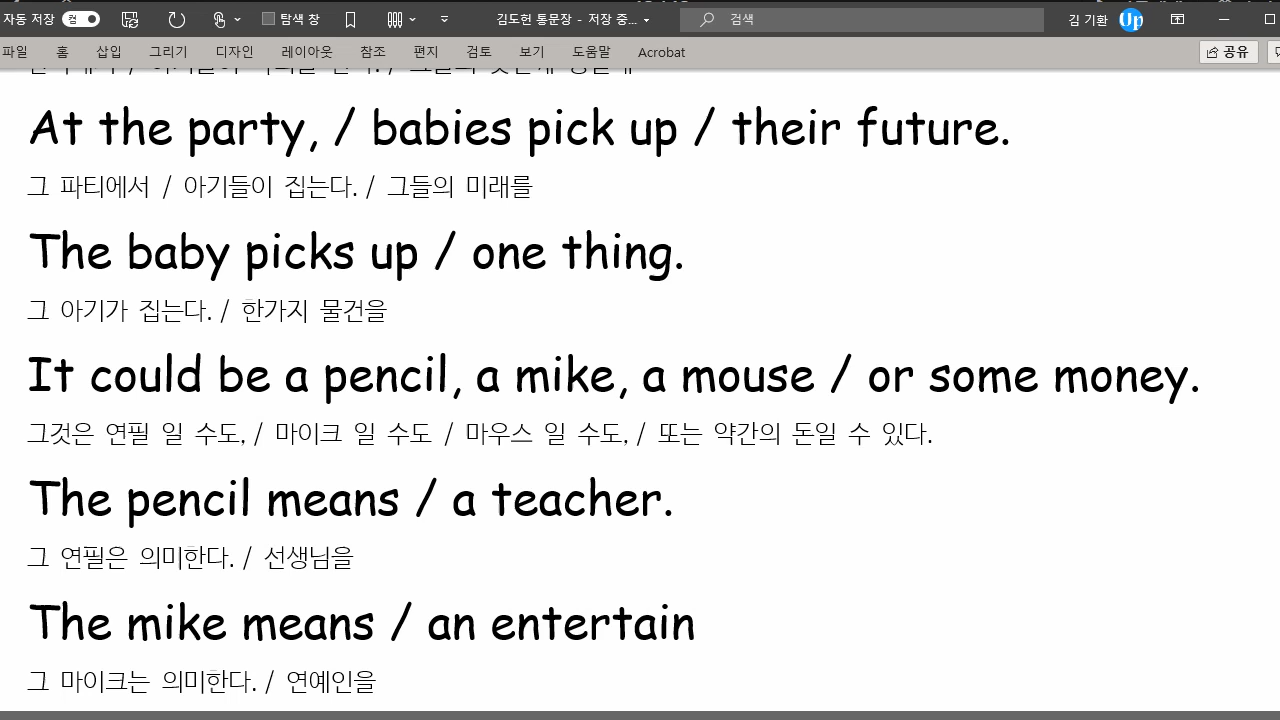 자동 저장 컴 탐색 창 김도헌 통문장 - 저장 중... 검색 김 기환 Up
파일 홈 삽입 그리기 디자인 레이아웃 참조 편지 검토 보기 도움말 Acrobat 공유
At the party, / babies pick up / their future.
그 파티에서 / 아기들이 집는다. / 그들의 미래를
The baby picks up / one thing.
그 아기가 집는다. / 한가지 물건을
It could be a pencil, a mike, a mouse / or some money.
그것은 연필 일 수도, / 마이크 일 수도 / 마우스 일 수도, / 또는 약간의 돈일 수 있다.
The pencil means / a teacher.
그 연필은 의미한다. / 선생님을
The mike means / an entertain
그 마이크는 의미한다. / 연예인을